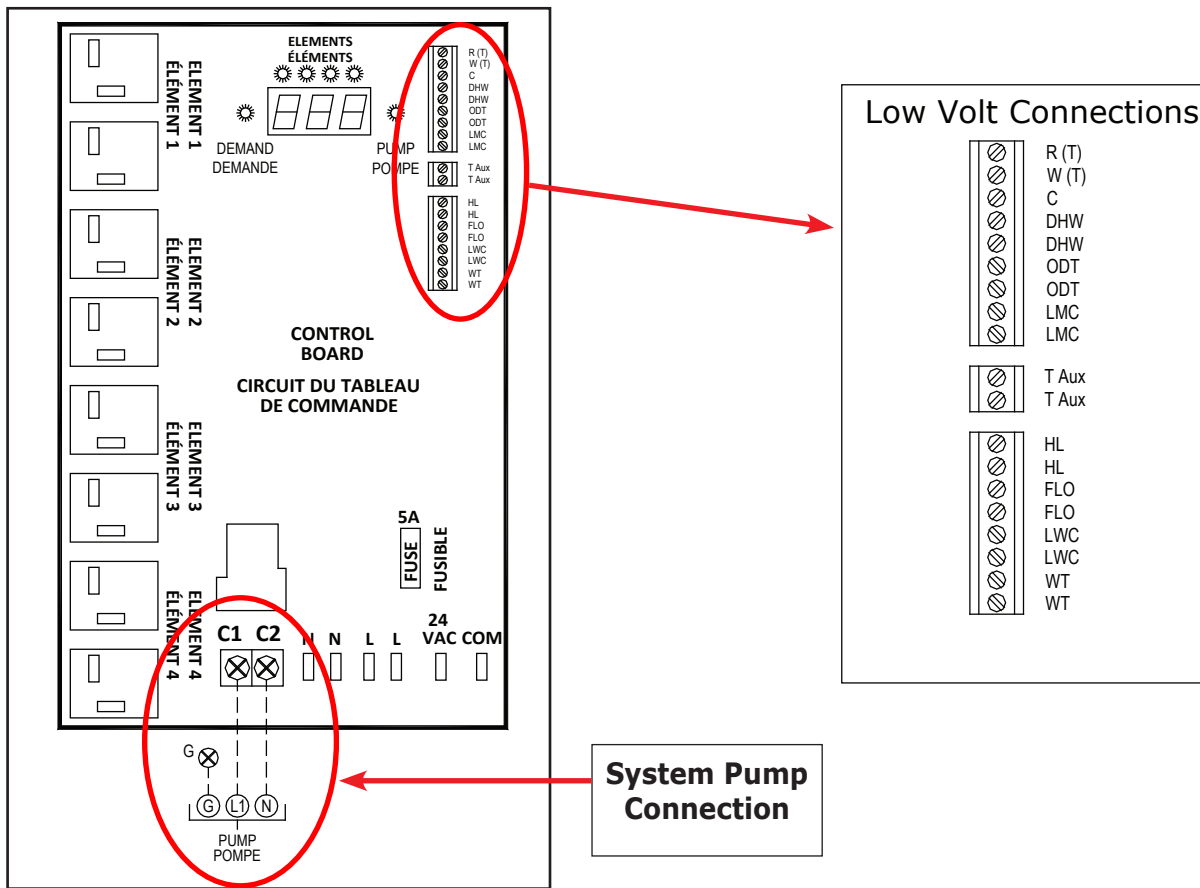 ELEMENTS
ÉLÉMENTS
DEMAND
DEMANDE
PUMP
POMPE
R (T)
W (T)
C
DHW
DHW
ODT
ODT
LMC
LMC
T Aux
T Aux
HL
HL
FLO
FLO
LWC
LWC
WT
WT
ELEMENT 1
ÉLÉMENT 1
ELEMENT 2
ÉLÉMENT 2
ELEMENT 3
ÉLÉMENT 3
ELEMENT 4
ÉLÉMENT 4
CONTROL
BOARD
CIRCUIT DU TABLEAU
DE COMMANDE
5A
FUSE
FUSIBLE
C1 C2
N N L L
24
VAC COM
G
G L1 N
PUMP
POMPE
System Pump
Connection
Low Volt Connections
R (T)
W (T)
C
DHW
DHW
ODT
ODT
LMC
LMC
T Aux
T Aux
HL
HL
FLO
FLO
LWC
LWC
WT
WT